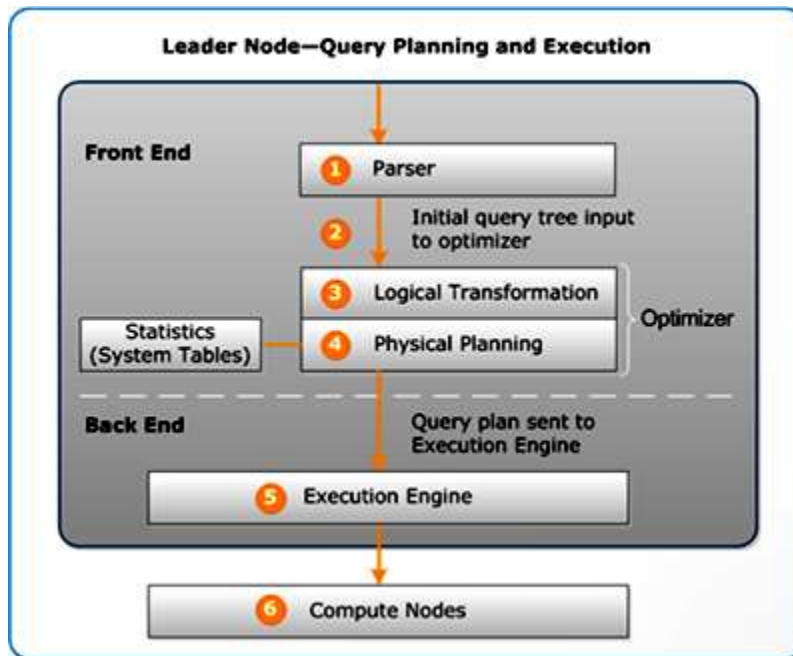 Leader Node—Query Planning and Execution
Front End
1 Parser
2 Initial query tree input
to optimizer
3 Logical Transformation
Optimizer
Statistics
(System Tables)
4 Physical Planning
Back End
Query plan sent to
Execution Engine
5 Execution Engine
6 Compute Nodes